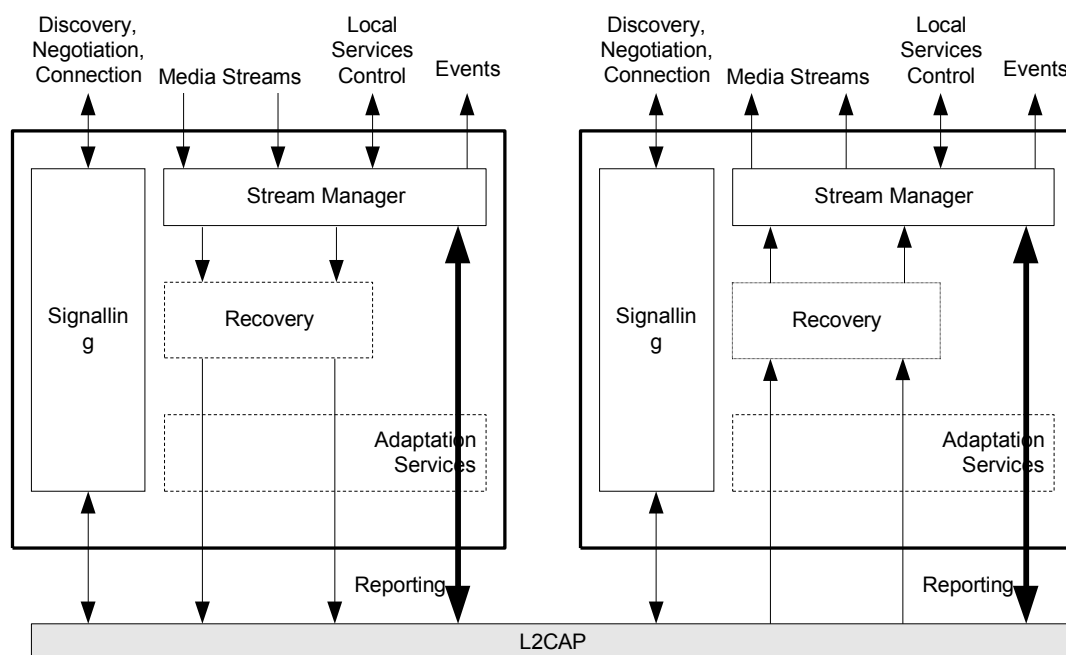 Discovery,
Negotiation,
Connection
Media Streams
Local
Services
Control
Events
Stream Manager
Signallin
g
Recovery
Adaptation
Services
Reporting
Discovery,
Negotiation,
Connection
Media Streams
Local
Services
Control
Events
Stream Manager
Signallin
g
Recovery
Adaptation
Services
Reporting
L2CAP